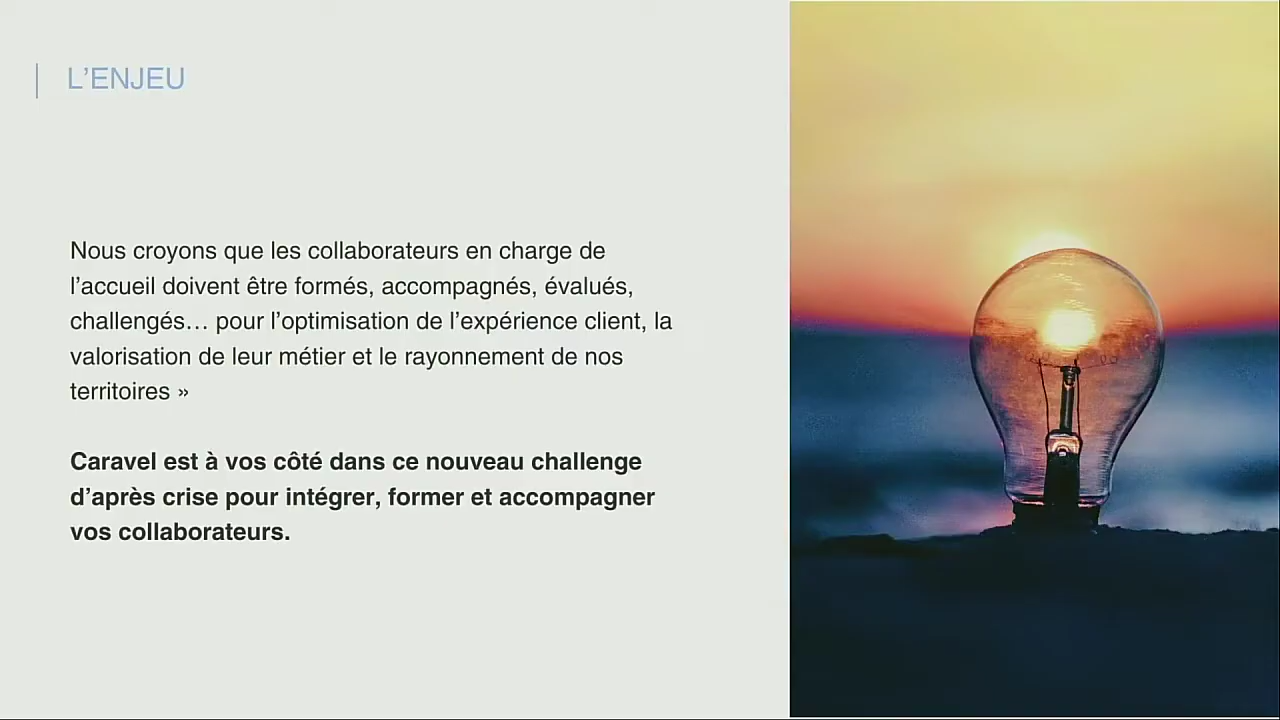 L’ENJEU
Nous croyons que les collaborateurs en charge de
l’accueil doivent être formés, accompagnés, évalués,
challengés… pour l’optimisation de l’expérience client, la
valorisation de leur métier et le rayonnement de nos
territoires »
Caravel est à vos côté dans ce nouveau challenge
d’après crise pour intégrer, former et accompagner
vos collaborateurs.